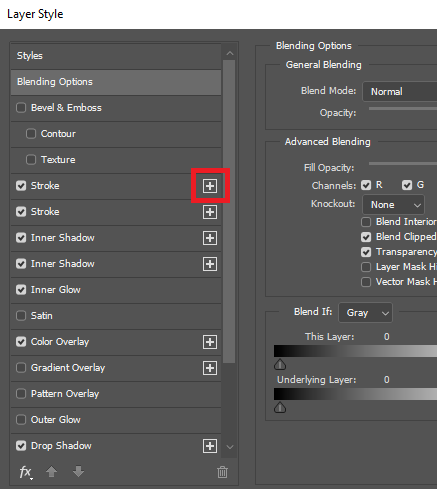 Layer Style
Styles
Blending Options
Bevel & Emboss
Contour
Texture
Stroke
Stroke
Inner Shadow
Inner Shadow
Inner Glow
Satin
Color Overlay
Gradient Overlay
Pattern Overlay
Outer Glow
Drop Shadow
fx
Blending Options
General Blending
Blend Mode: Normal
Opacity:
Advanced Blending
Fill Opacity:
Channels: R G
Knockout: None
Blend Interior
Blend Clipped
Transparency
Layer Mask Hi
Vector Mask Hi
Blend If: Gray
This Layer: 0
Underlying Layer: 0